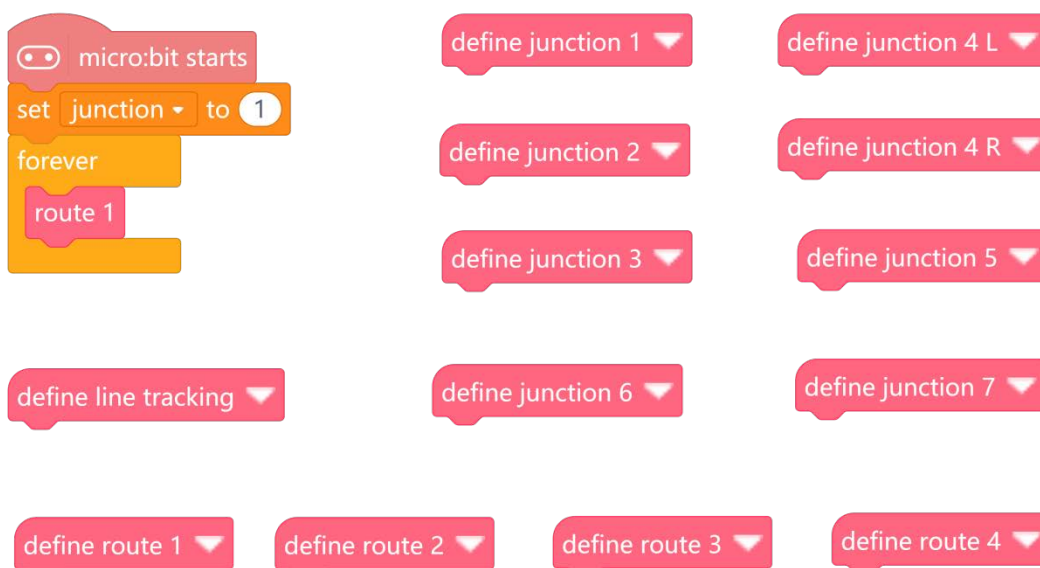 micro:bit starts
set junction to 1
forever
route 1
define junction 1
define junction 4 L
define junction 2
define junction 4 R
define junction 3
define junction 5
define line tracking
define junction 6
define junction 7
define route 1
define route 2
define route 3
define route 4